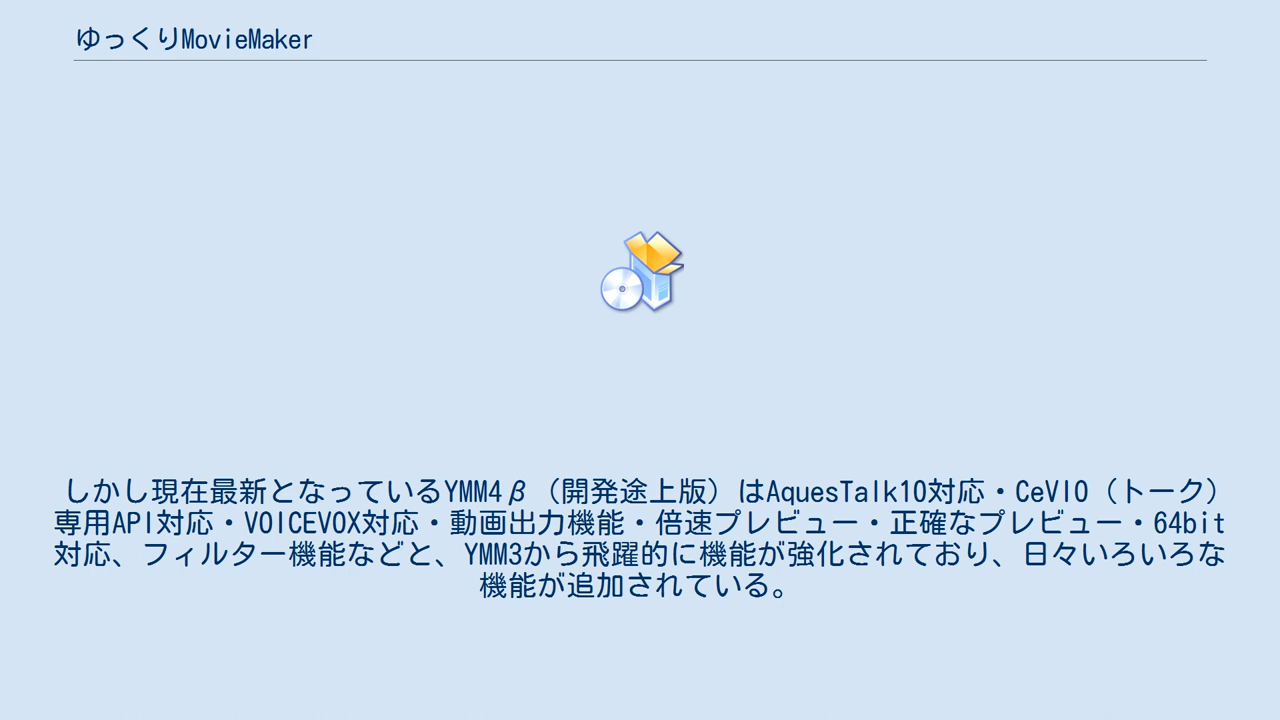 ゆっくりMovieMaker
しかし現在最新となっているYMM4β（開発途上版）はAquesTalk10対応・CeVIO（トーク）
専用API対応・VOICEVOX対応・動画出力機能・倍速プレビュー・正確なプレビュー・64bit
対応、フィルター機能などと、YMM3から飛躍的に機能が強化されており、日々いろいろな
機能が追加されている。